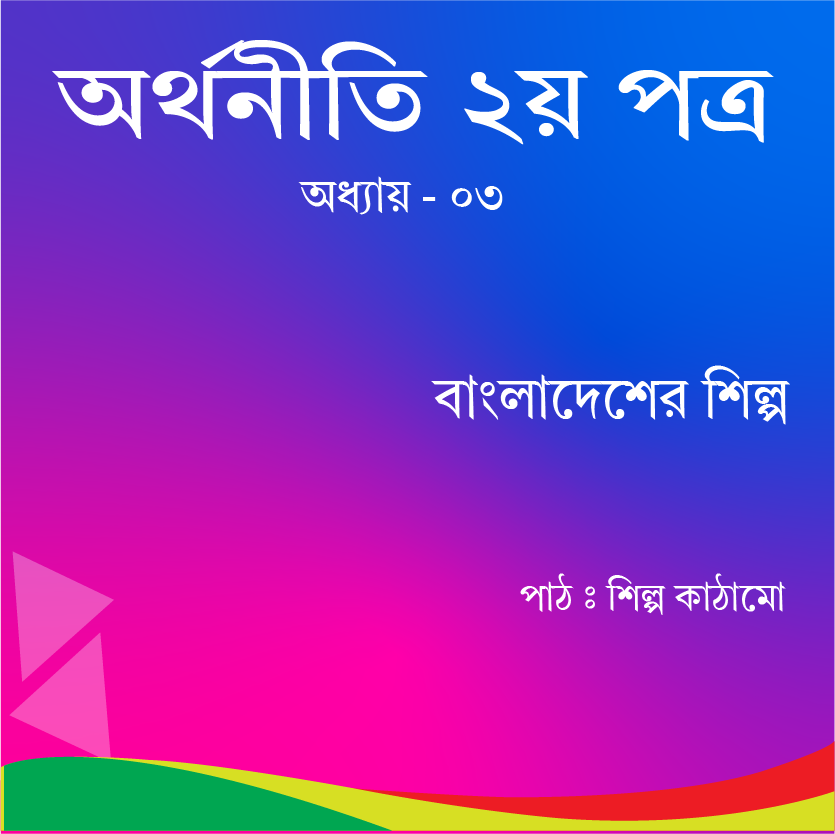 অর্থনীতি ২য় পত্র
অধ্যায় - ০৩
বাংলাদেশের শিল্প
পাঠ ঃ শিল্প কাঠামো